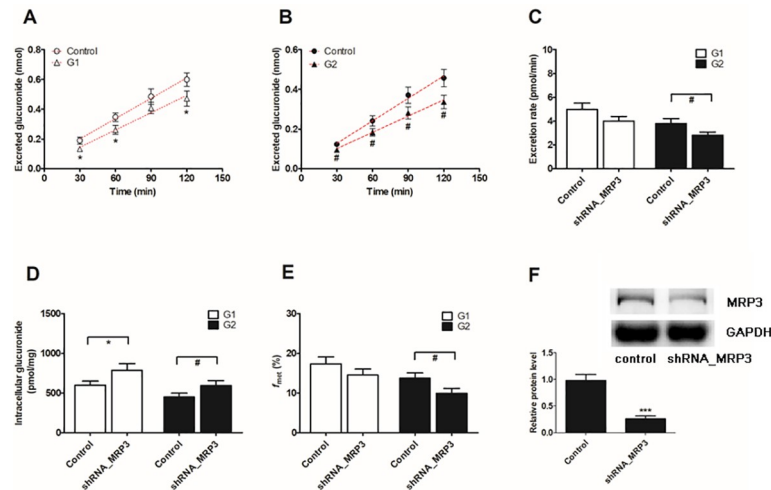 A
Excreted glucuronide (nmol)
0.8
0.6
0.4
0.2
0.0
Control
G1
*
*
*
0
30
60
90
120
150
Time (min)
B
Excreted glucuronide (nmol)
0.6
0.4
0.2
0.0
Control
G2
#
#
#
#
0
30
60
90
120
150
Time (min)
C
Excretion rate (pmol/min)
10
8
6
4
2
0
G1
G2
#
Control
shRNA_MRP3
Control
shRNA_MRP3
D
Intracellular glucuronide
(pmol/mg)
1500
1000
500
0
G1
G2
*
#
Control
shRNA_MRP3
Control
shRNA_MRP3
E
fmet (%)
30
20
10
0
G1
G2
#
Control
shRNA_MRP3
Control
shRNA_MRP3
F
MRP3
GAPDH
control shRNA_MRP3
Relative protein level
1.5
1.0
0.5
0.0
***
Control
shRNA_MRP3